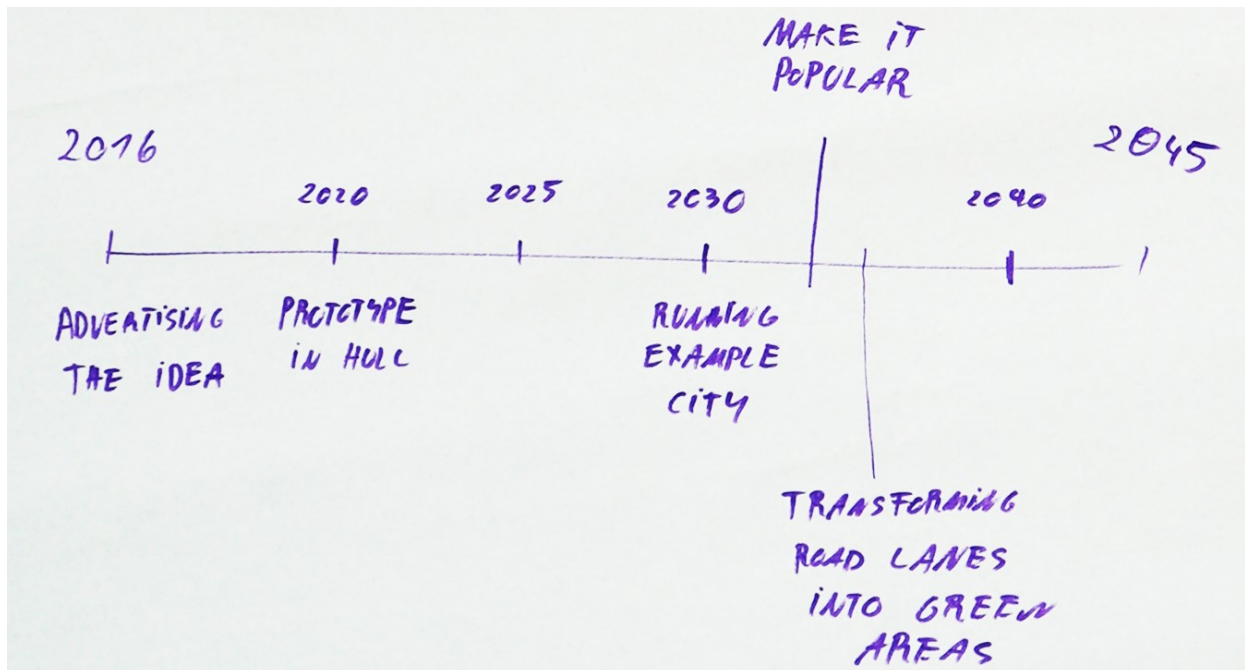 MAKE iT
POPULAR
2016
2045
2020
2025
2030
2040
ADVERTiSiNG
THE iDEA
PROTOTYPE
iN HULL
RUNNiNG
EXAMPLE
CiTY
TRANSFORMiNG
ROAD LANES
iNTO GREEN
AREAS